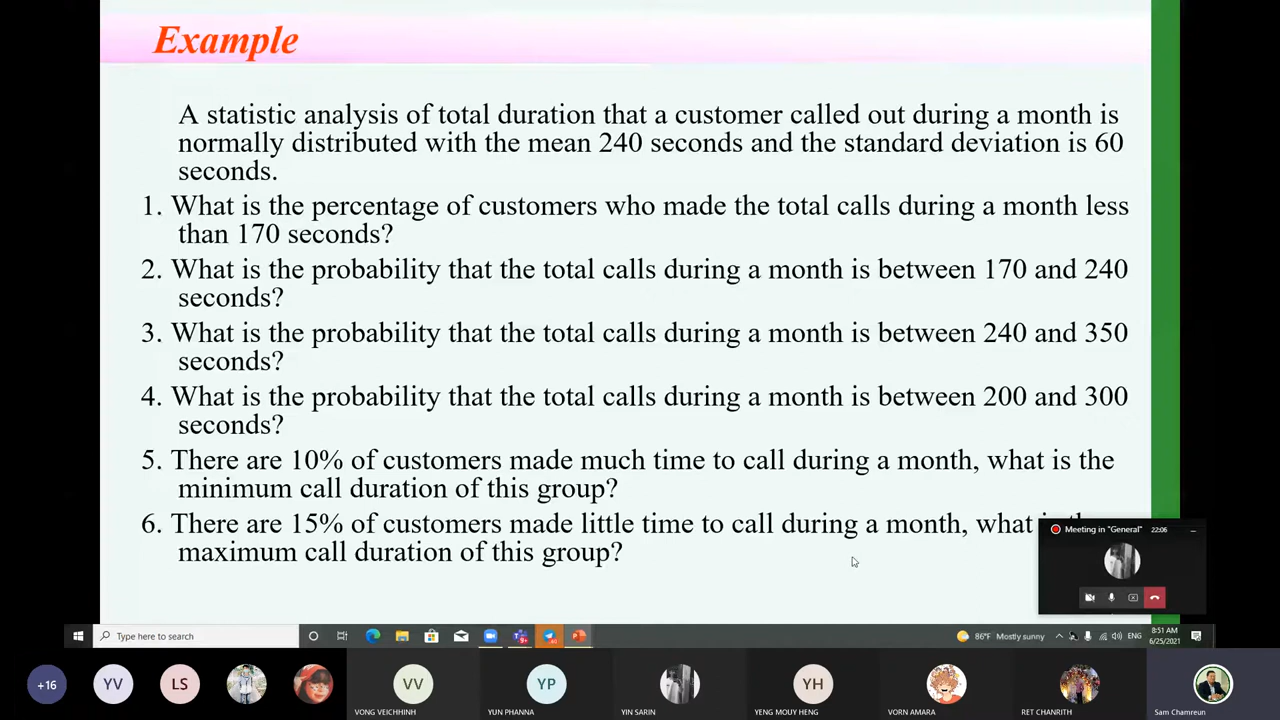 Example
A statistic analysis of total duration that a customer called out during a month is
normally distributed with the mean 240 seconds and the standard deviation is 60
seconds.
1. What is the percentage of customers who made the total calls during a month less
than 170 seconds?
2. What is the probability that the total calls during a month is between 170 and 240
seconds?
3. What is the probability that the total calls during a month is between 240 and 350
seconds?
4. What is the probability that the total calls during a month is between 200 and 300
seconds?
5. There are 10% of customers made much time to call during a month, what is the
minimum call duration of this group?
6. There are 15% of customers made little time to call during a month, what is the
maximum call duration of this group?
Meeting in "General" 22:06
Type here to search
86°F Mostly sunny
ENG
8:51 AM
6/25/2021
+16
YV
LS
VV
YP
YH
VONG VEICHHINH
YUN PHANNA
YIN SARIN
YENG MOUY HENG
VORN AMARA
RET CHANRITH
Sam Chamreun